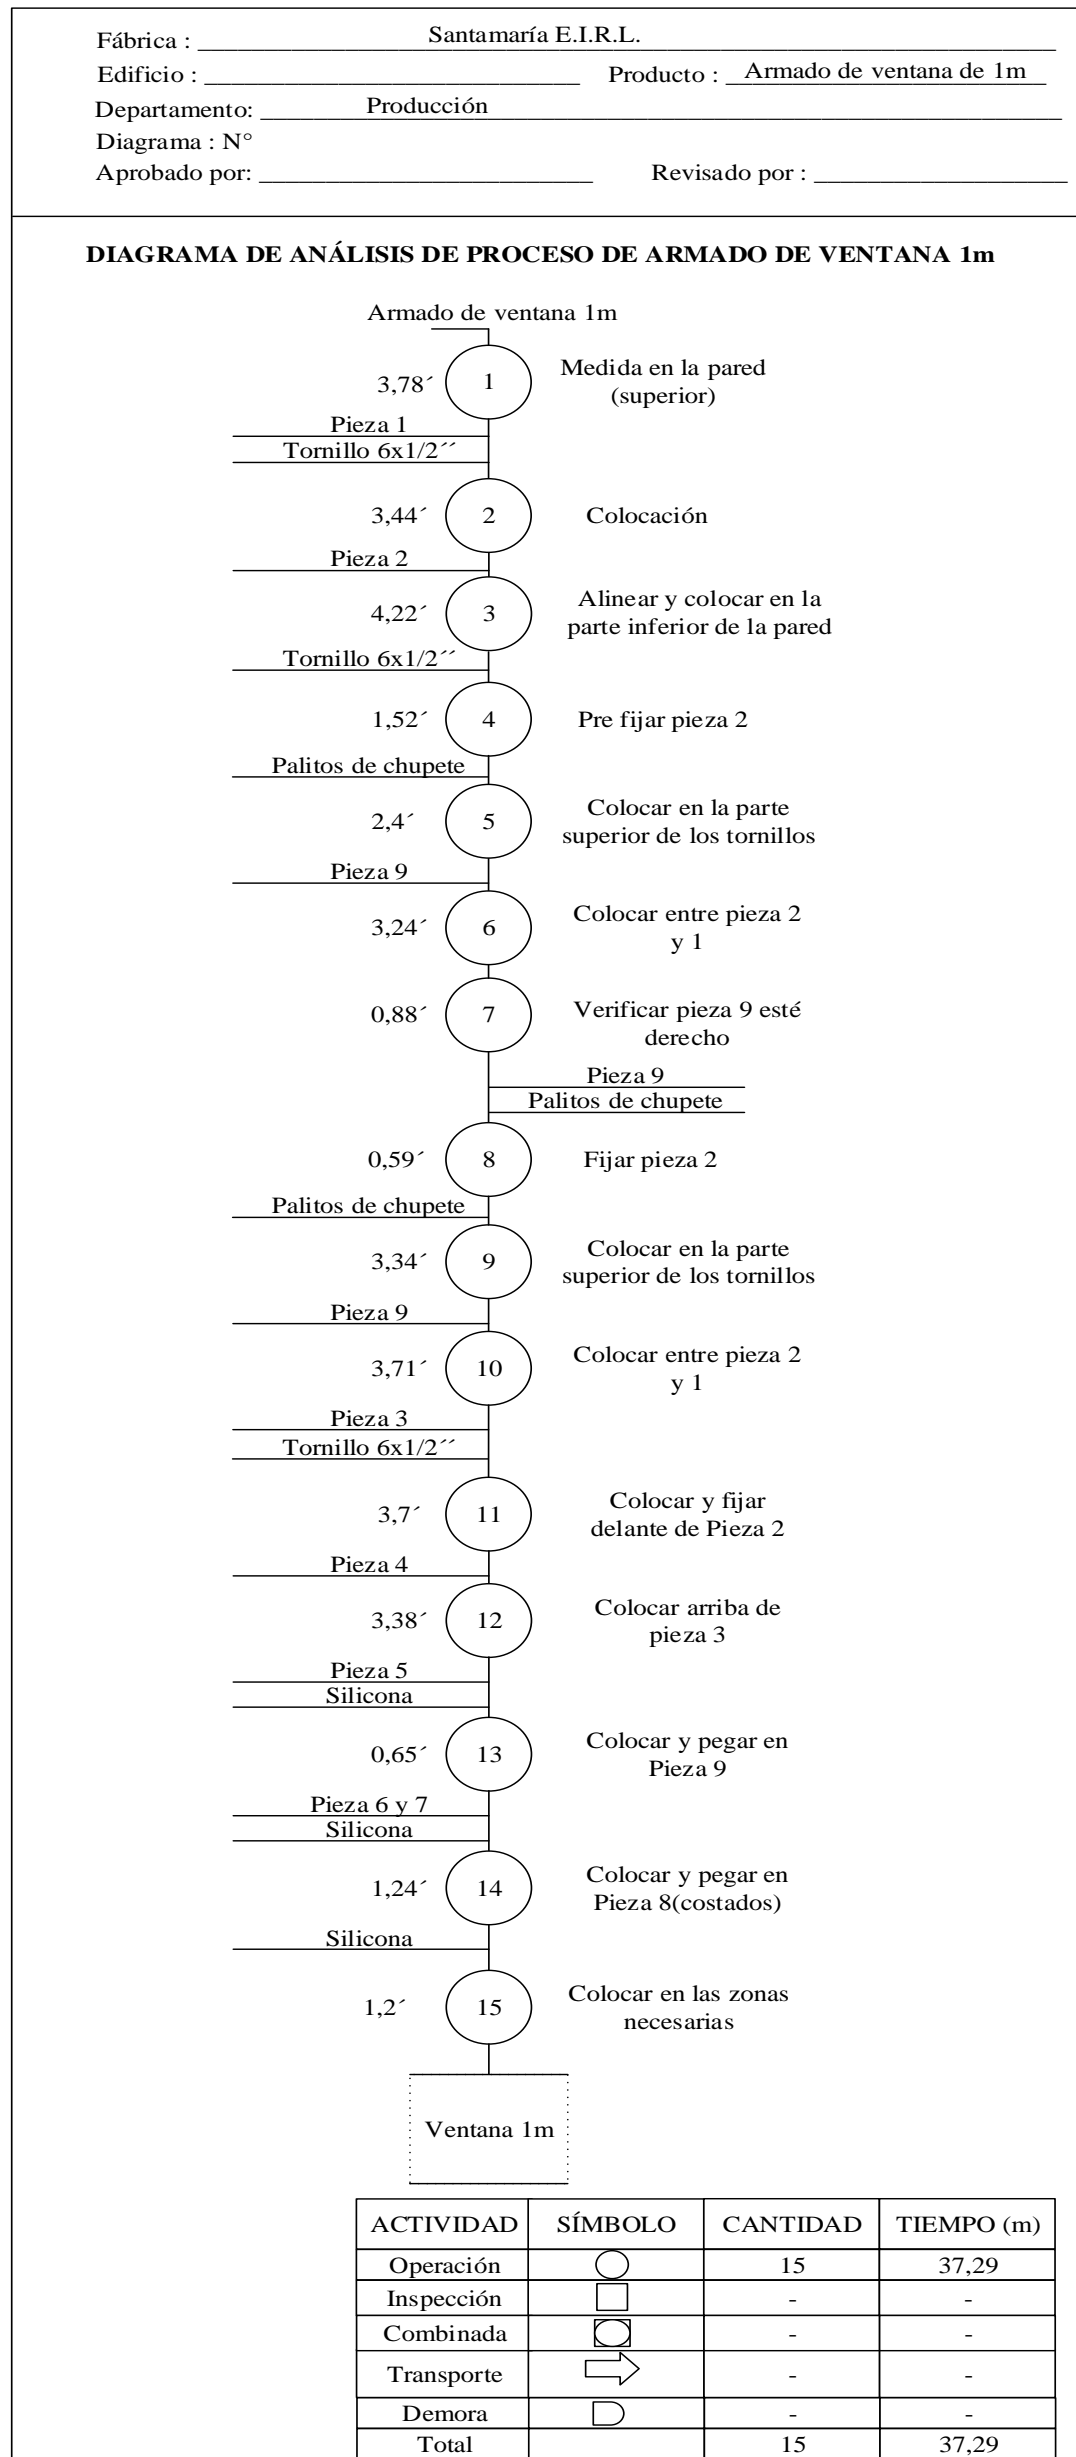 Fábrica : Santamaría E.I.R.L.
Edificio : Producto : Armado de ventana de 1m
Departamento: Producción
Diagrama : N°
Aprobado por: Revisado por :
DIAGRAMA DE ANÁLISIS DE PROCESO DE ARMADO DE VENTANA 1m
Armado de ventana 1m
3,78´ 1 Medida en la pared
(superior)
Pieza 1
Tornillo 6x1/2´´
3,44´ 2 Colocación
Pieza 2
4,22´ 3 Alinear y colocar en la
parte inferior de la pared
Tornillo 6x1/2´´
1,52´ 4 Pre fijar pieza 2
Palitos de chupete
2,4´ 5 Colocar en la parte
superior de los tornillos
Pieza 9
3,24´ 6 Colocar entre pieza 2
y 1
0,88´ 7 Verificar pieza 9 esté
derecho
Pieza 9
Palitos de chupete
0,59´ 8 Fijar pieza 2
Palitos de chupete
3,34´ 9 Colocar en la parte
superior de los tornillos
Pieza 9
3,71´ 10 Colocar entre pieza 2
y 1
Pieza 3
Tornillo 6x1/2´´
3,7´ 11 Colocar y fijar
delante de Pieza 2
Pieza 4
3,38´ 12 Colocar arriba de
pieza 3
Pieza 5
Silicona
0,65´ 13 Colocar y pegar en
Pieza 9
Pieza 6 y 7
Silicona
1,24´ 14 Colocar y pegar en
Pieza 8(costados)
Silicona
1,2´ 15 Colocar en las zonas
necesarias
Ventana 1m
ACTIVIDAD SÍMBOLO CANTIDAD TIEMPO (m)
Operación 15 37,29
Inspección - -
Combinada - -
Transporte - -
Demora - -
Total 15 37,29